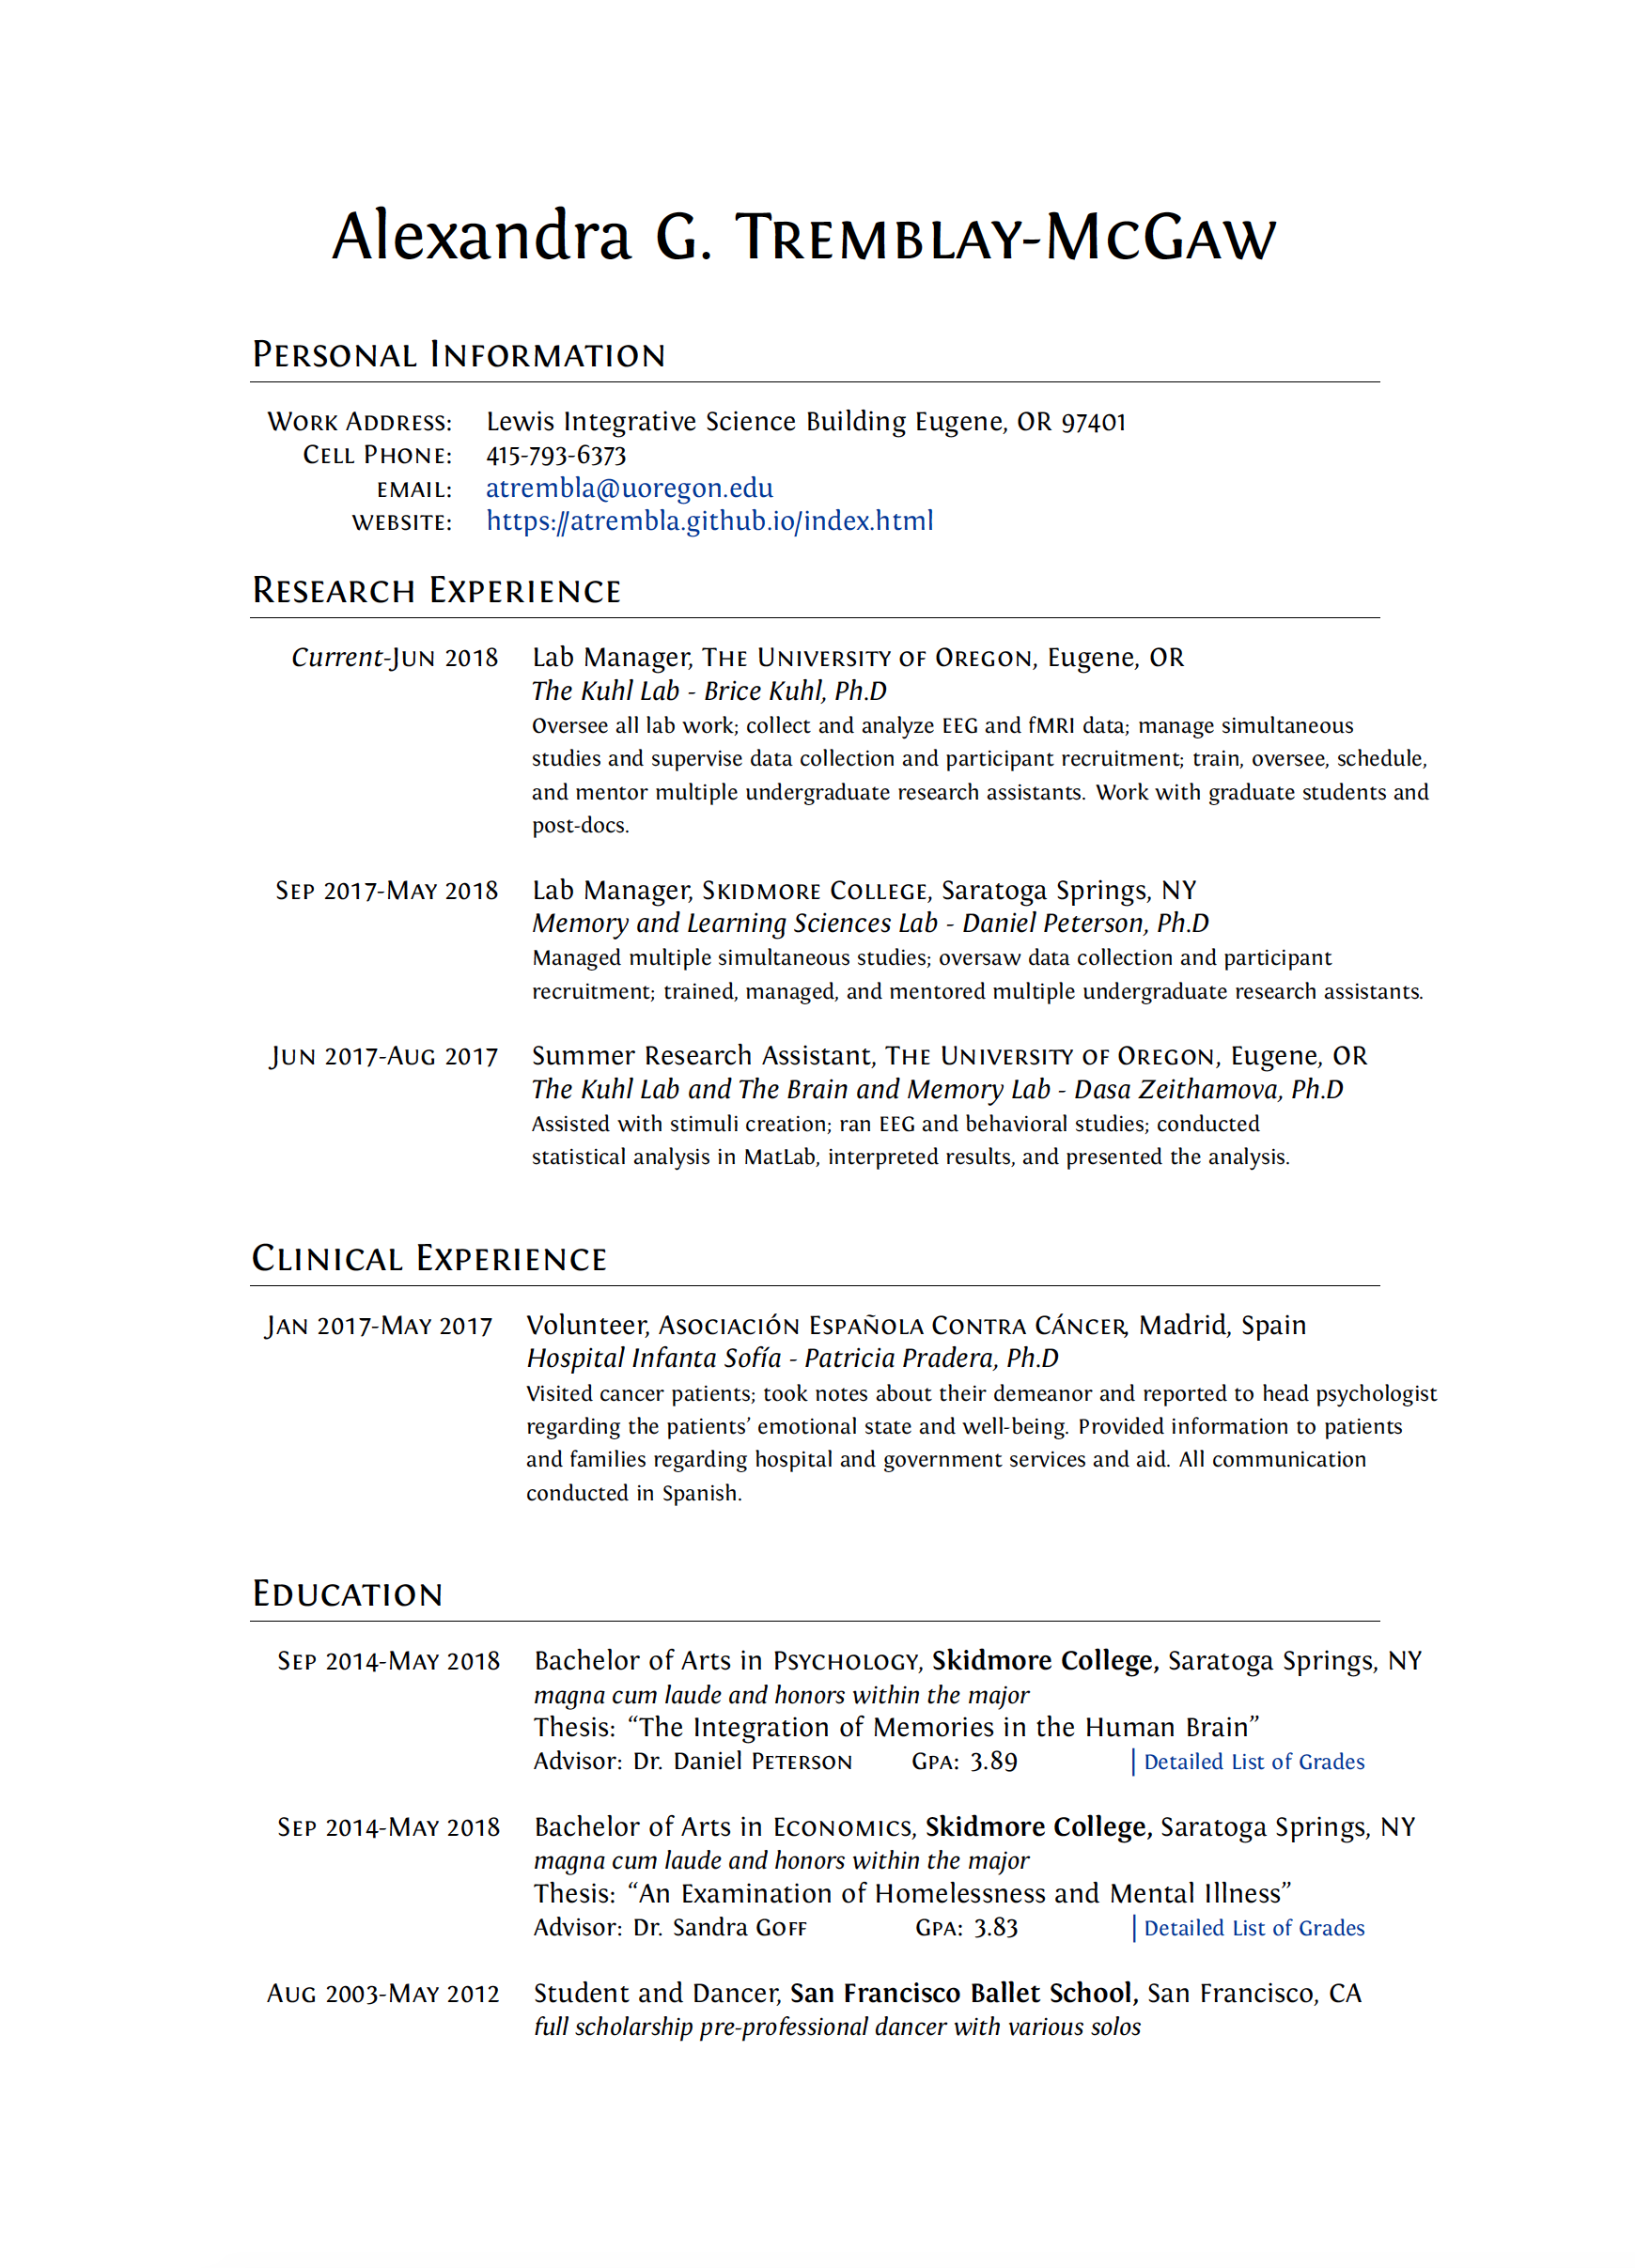 Alexandra G. Tremblay-McGaw
Personal Information
Work Address: Lewis Integrative Science Building Eugene, OR 97401
Cell Phone: 415-793-6373
email: atrembla@uoregon.edu
website: https://atrembla.github.io/index.html
Research Experience
Current-Jun 2018 Lab Manager, The University of Oregon, Eugene, OR
The Kuhl Lab - Brice Kuhl, Ph.D
Oversee all lab work; collect and analyze EEG and fMRI data; manage simultaneous
studies and supervise data collection and participant recruitment; train, oversee, schedule,
and mentor multiple undergraduate research assistants. Work with graduate students and
post-docs.
Sep 2017-May 2018 Lab Manager, Skidmore College, Saratoga Springs, NY
Memory and Learning Sciences Lab - Daniel Peterson, Ph.D
Managed multiple simultaneous studies; oversaw data collection and participant
recruitment; trained, managed, and mentored multiple undergraduate research assistants.
Jun 2017-Aug 2017 Summer Research Assistant, The University of Oregon, Eugene, OR
The Kuhl Lab and The Brain and Memory Lab - Dasa Zeithamova, Ph.D
Assisted with stimuli creation; ran EEG and behavioral studies; conducted
statistical analysis in MatLab, interpreted results, and presented the analysis.
Clinical Experience
Jan 2017-May 2017 Volunteer, Asociación Española Contra Cáncer, Madrid, Spain
Hospital Infanta Sofía - Patricia Pradera, Ph.D
Visited cancer patients; took notes about their demeanor and reported to head psychologist
regarding the patients’ emotional state and well-being. Provided information to patients
and families regarding hospital and government services and aid. All communication
conducted in Spanish.
Education
Sep 2014-May 2018 Bachelor of Arts in Psychology, Skidmore College, Saratoga Springs, NY
magna cum laude and honors within the major
Thesis: “The Integration of Memories in the Human Brain”
Advisor: Dr. Daniel Peterson Gpa: 3.89 | Detailed List of Grades
Sep 2014-May 2018 Bachelor of Arts in Economics, Skidmore College, Saratoga Springs, NY
magna cum laude and honors within the major
Thesis: “An Examination of Homelessness and Mental Illness”
Advisor: Dr. Sandra Goff Gpa: 3.83 | Detailed List of Grades
Aug 2003-May 2012 Student and Dancer, San Francisco Ballet School, San Francisco, CA
full scholarship pre-professional dancer with various solos